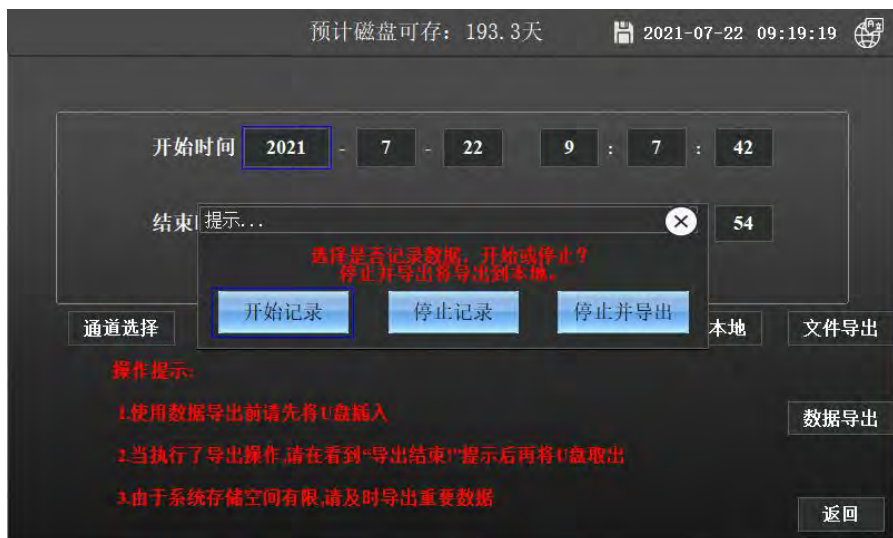 预计磁盘可存: 193.3天 2021-07-22 09:19:19
开始时间 2021 - 7 - 22 9 : 7 : 42
结束 54
提示...
选择是否记录数据，开始或停止？
停止并导出将导出到本地。
开始记录 停止记录 停止并导出
通道选择 本地 文件导出
操作提示:
1.使用数据导出前请先将U盘插入
数据导出
2.当执行了导出操作,请在看到“导出结束!”提示后再将U盘取出
3.由于系统存储空间有限,请及时导出重要数据
返回